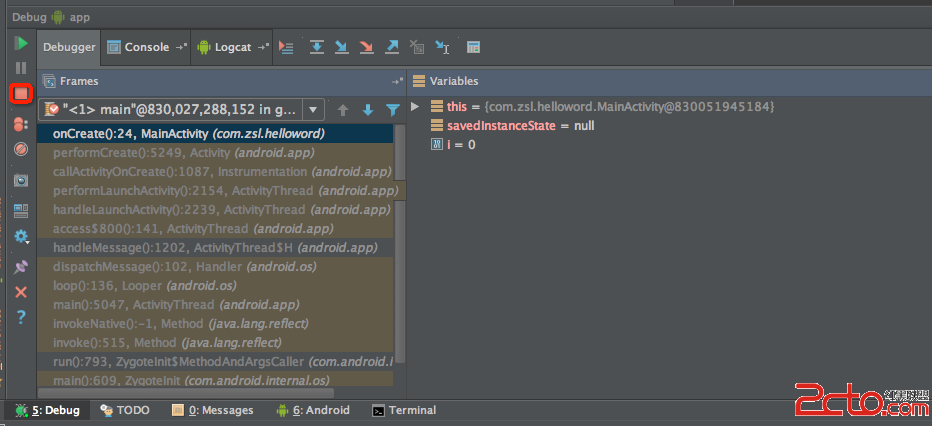 Debug app
Debugger Console Logcat
Frames
Variables
"<1> main"@830,027,288,152 in g...
this = {com.zsl.helloword.MainActivity@830051945184}
savedInstanceState = null
i = 0
onCreate():24, MainActivity (com.zsl.helloword)
performCreate():5249, Activity (android.app)
callActivityOnCreate():1087, Instrumentation (android.app)
performLaunchActivity():2154, ActivityThread (android.app)
handleLaunchActivity():2239, ActivityThread (android.app)
access$800():141, ActivityThread (android.app)
handleMessage():1202, ActivityThread$H (android.app)
dispatchMessage():102, Handler (android.os)
loop():136, Looper (android.os)
main():5047, ActivityThread (android.app)
invokeNative():-1, Method (java.lang.reflect)
invoke():515, Method (java.lang.reflect)
run():793, ZygoteInit$MethodAndArgsCaller (com.android.i
main():609, ZygoteInit (com.android.internal.os)
5: Debug TODO 0: Messages 6: Android Terminal
2cto.com